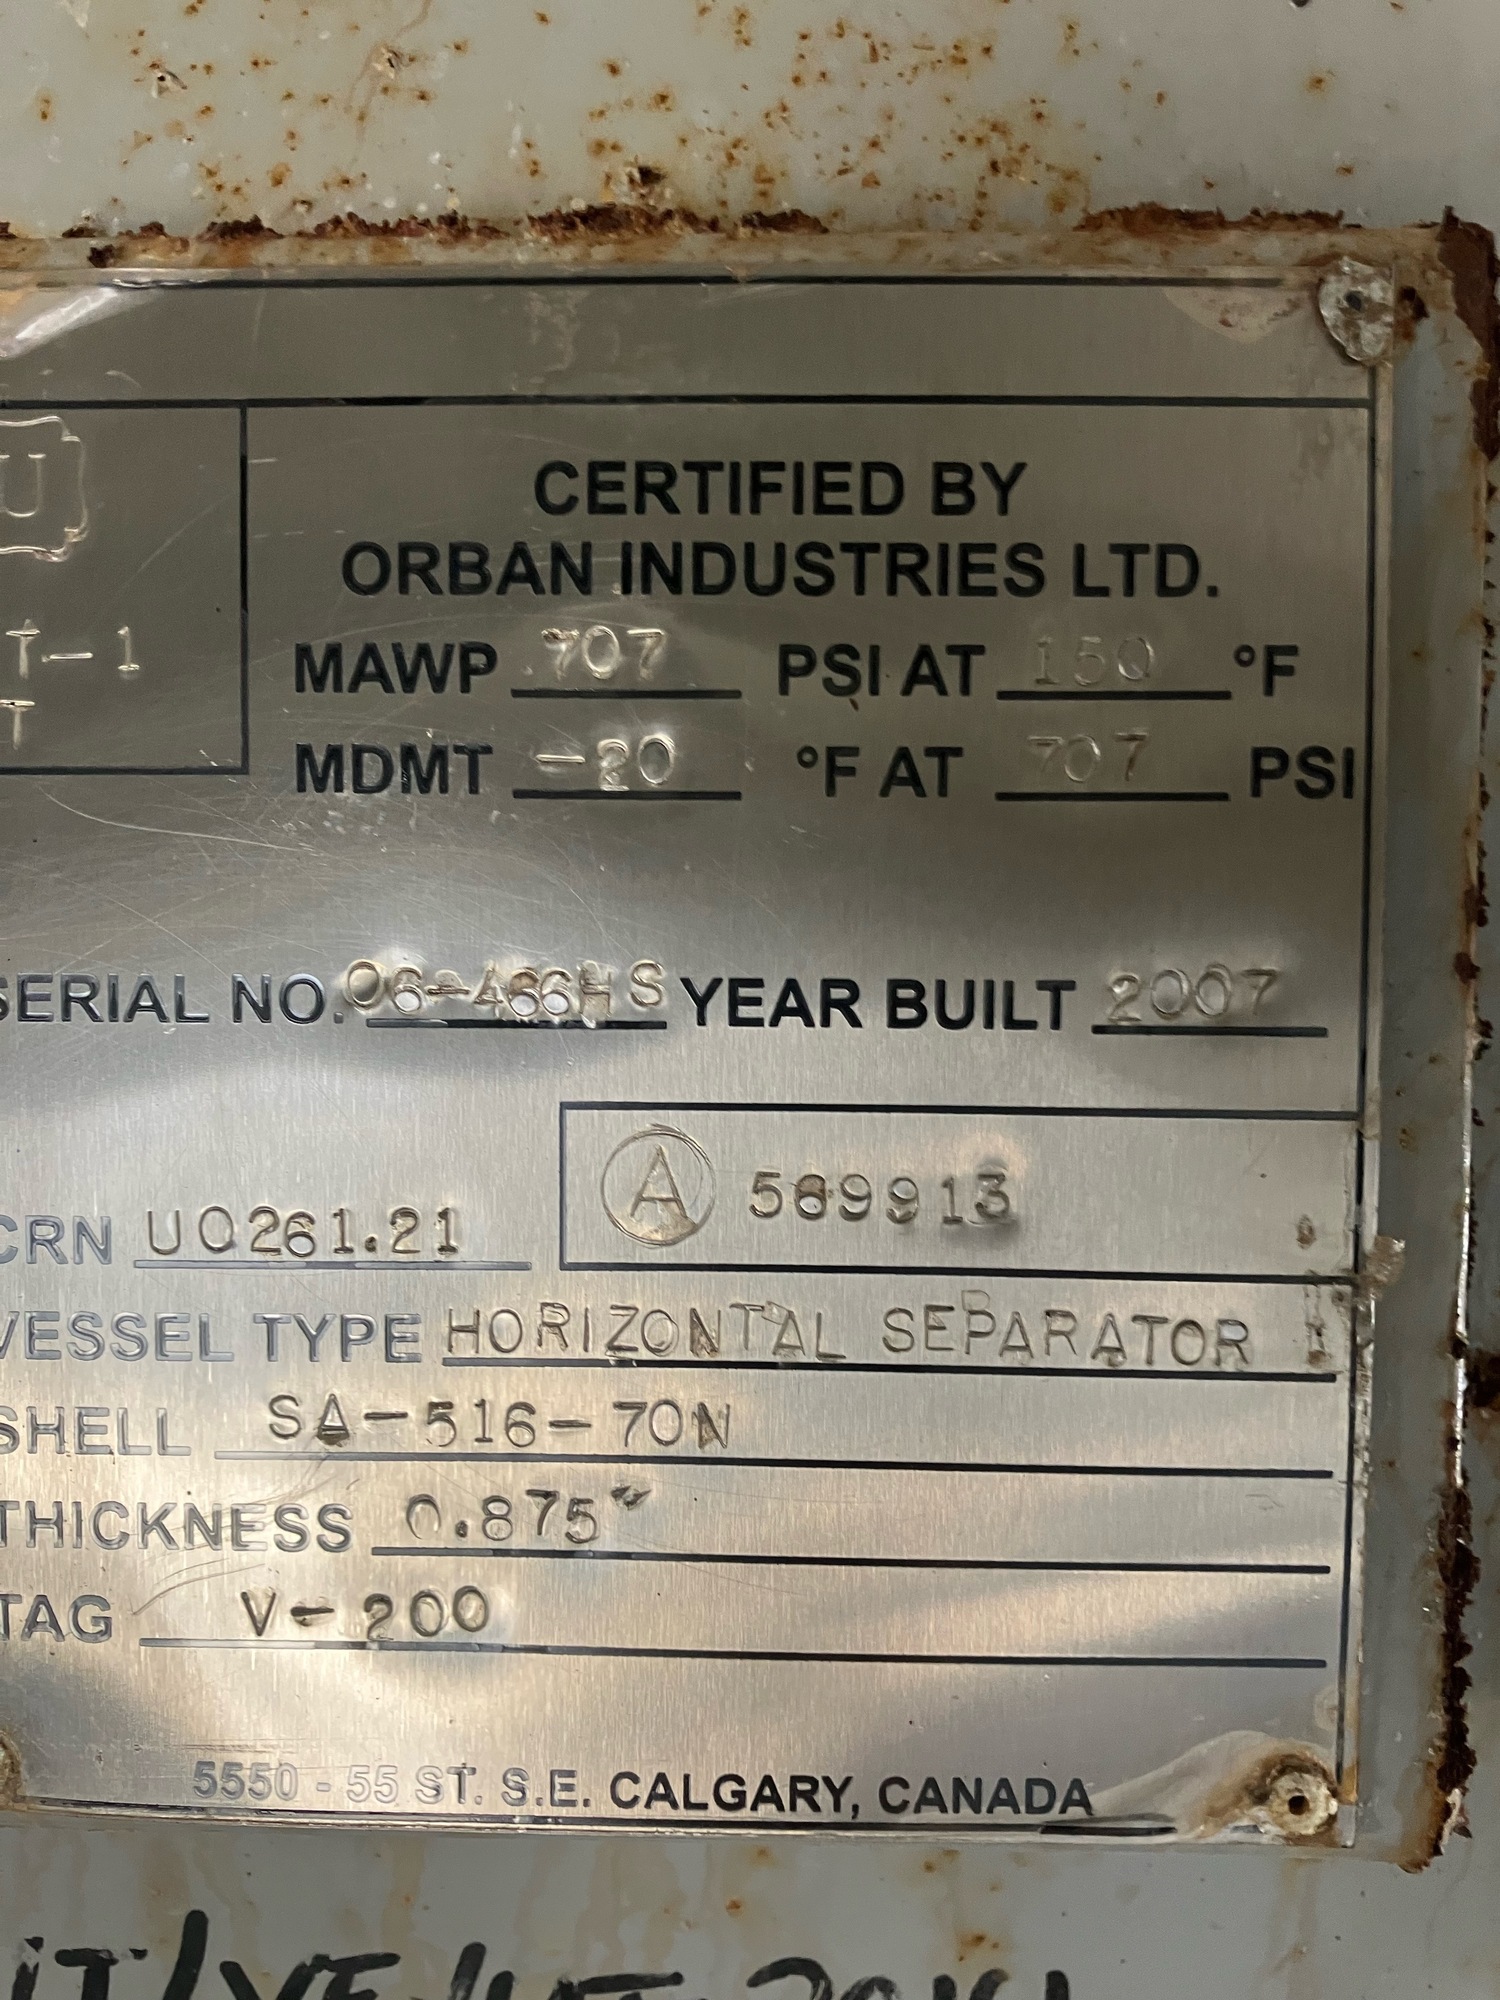 U
CERTIFIED BY
ORBAN INDUSTRIES LTD.
T-1
MAWP 707 PSI AT 150 °F
T
MDMT -20 °F AT 707 PSI
SERIAL NO. 06-466HS YEAR BUILT 2007
A 569913
CRN U0261.21
VESSEL TYPE HORIZONTAL SEPARATOR
SHELL SA-516-70N
THICKNESS 0.875"
TAG V-200
5550 - 55 ST. S.E. CALGARY, CANADA